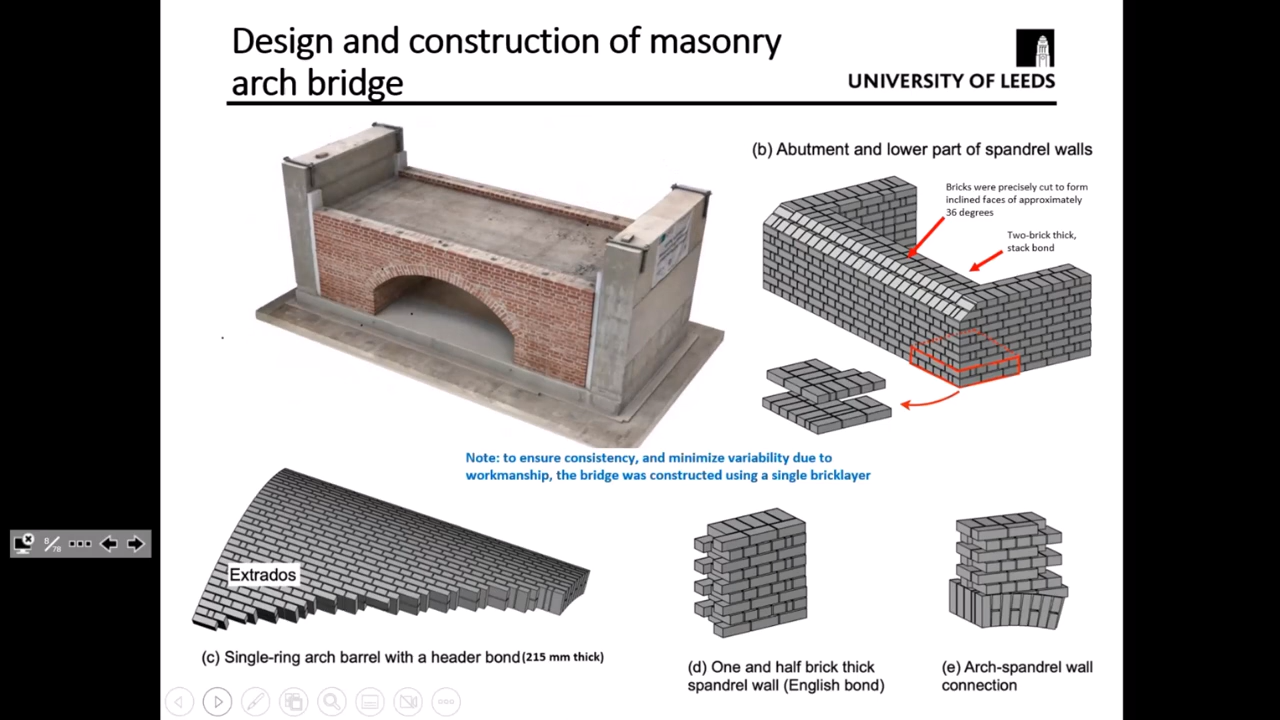 Design and construction of masonry
arch bridge
UNIVERSITY OF LEEDS
(b) Abutment and lower part of spandrel walls
Bricks were precisely cut to form
inclined faces of approximately
36 degrees
Two-brick thick,
stack bond
Note: to ensure consistency, and minimize variability due to
workmanship, the bridge was constructed using a single bricklayer
8/78
Extrados
(c) Single-ring arch barrel with a header bond(215 mm thick)
(d) One and half brick thick
spandrel wall (English bond)
(e) Arch-spandrel wall
connection